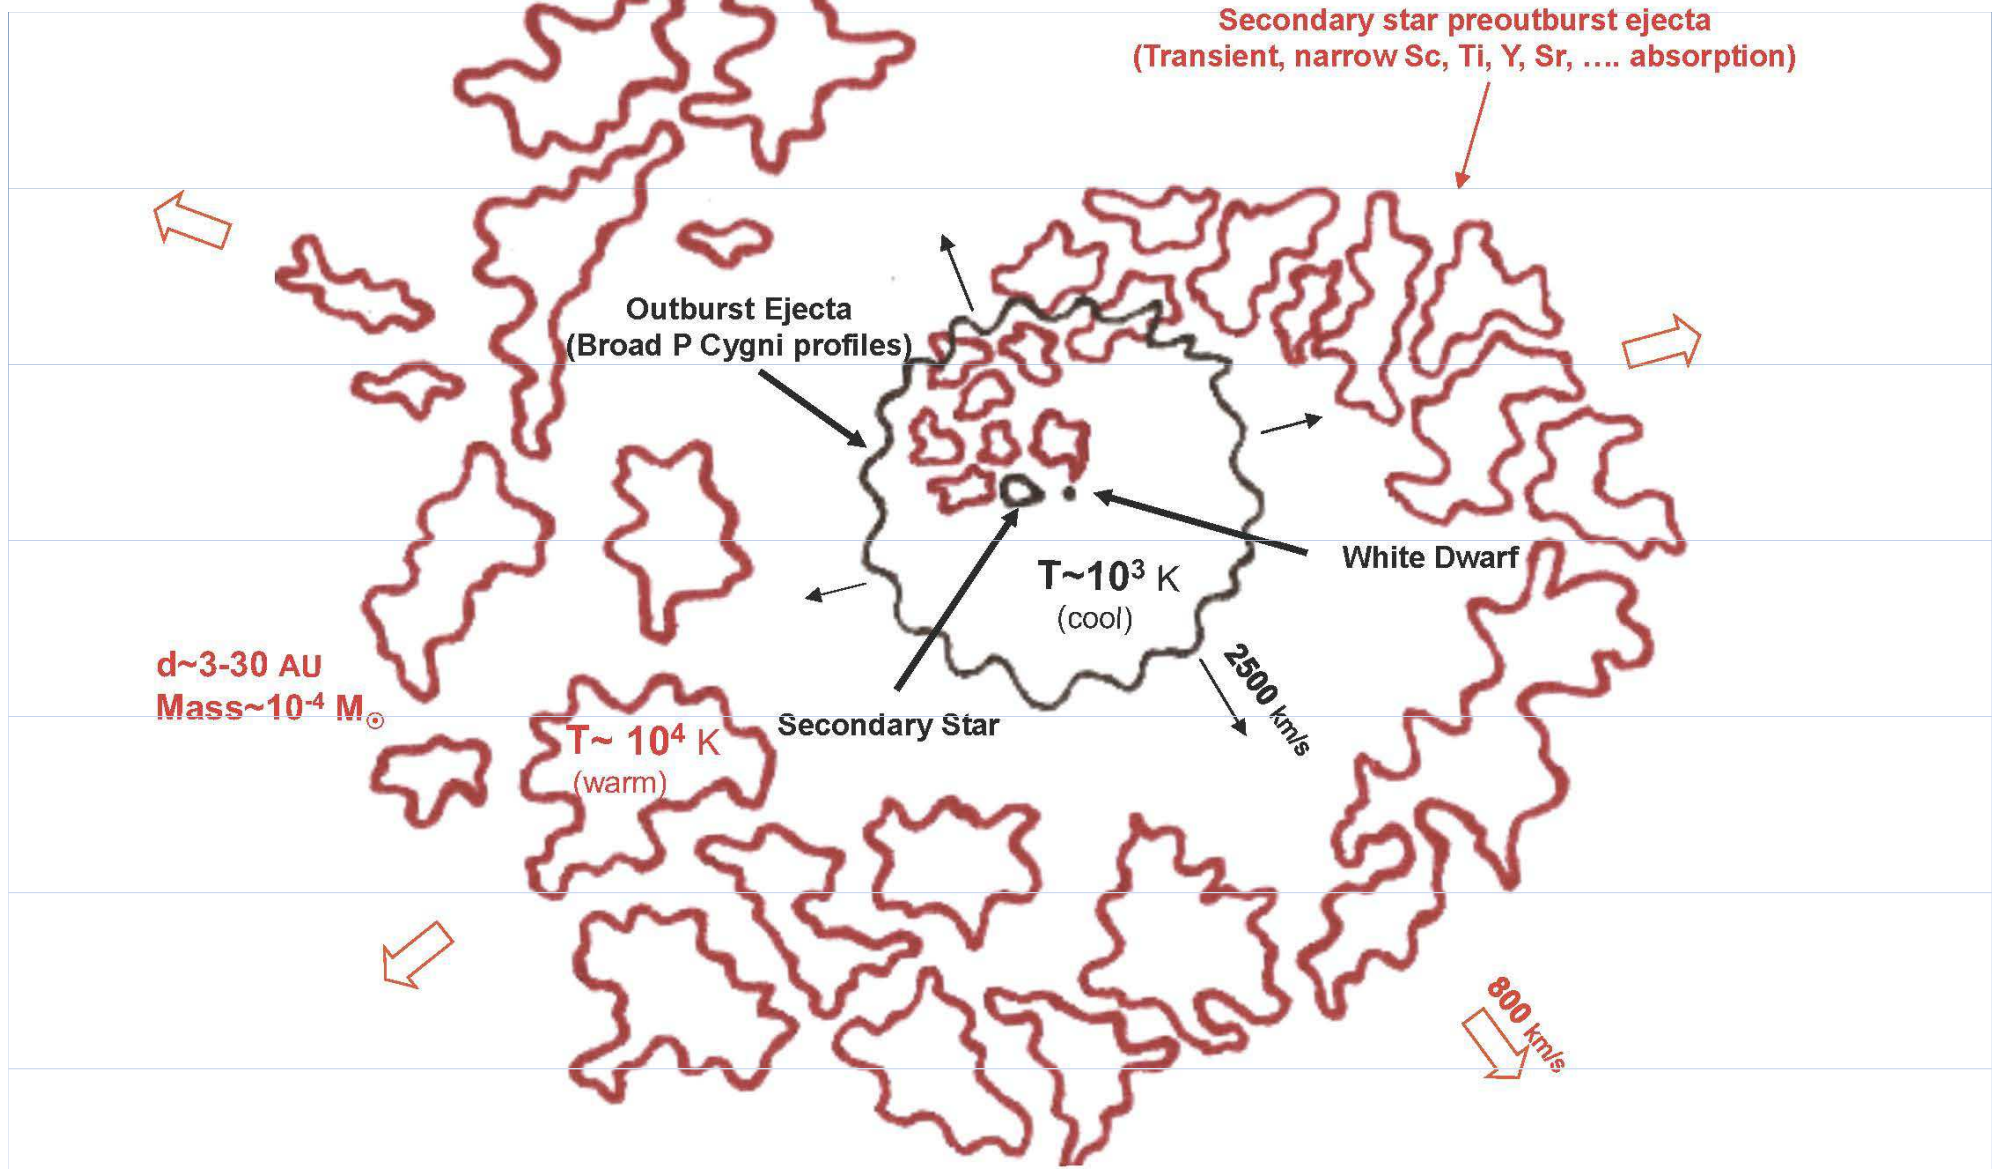 Secondary star preoutburst ejecta
(Transient, narrow Sc, Ti, Y, Sr, .... absorption)
Outburst Ejecta
(Broad P Cygni profiles)
White Dwarf
T~10³ K
(cool)
d~3-30 AU
Mass~10⁻⁴ M☉
2500 km/s
Secondary Star
T~ 10⁴ K
(warm)
800 km/s